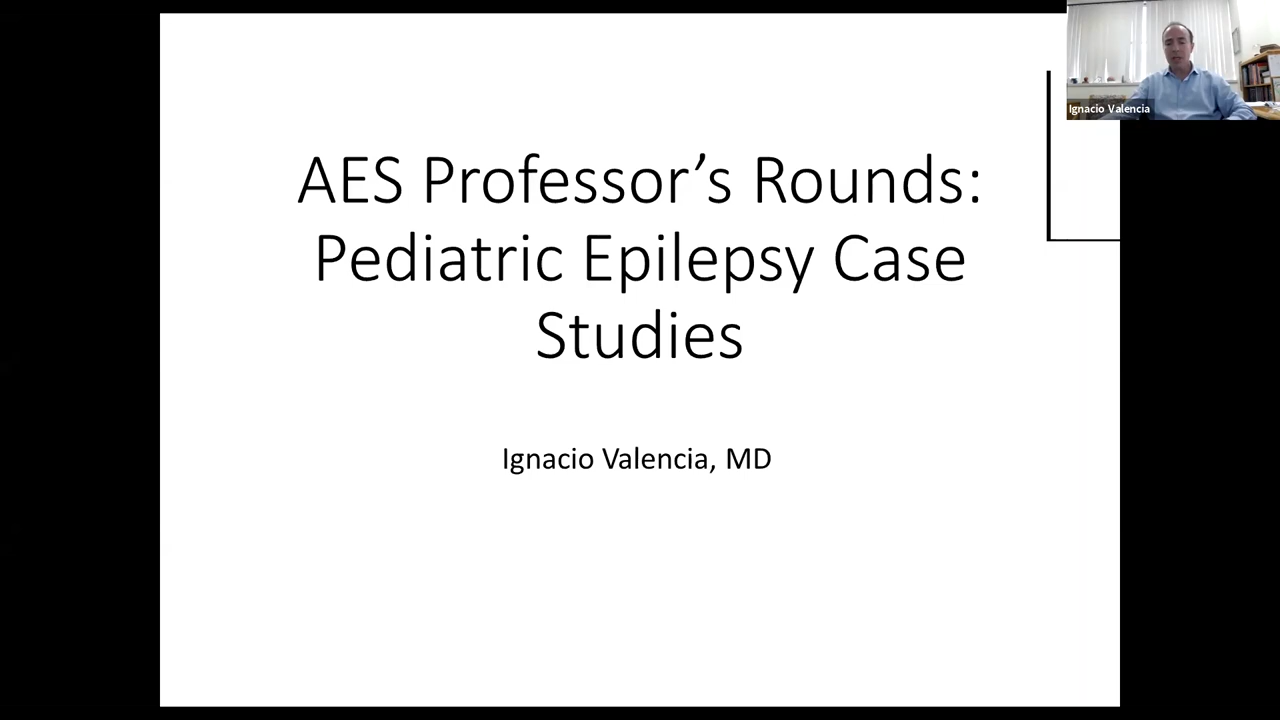 AES Professor’s Rounds:
Pediatric Epilepsy Case
Studies
Ignacio Valencia, MD
Ignacio Valencia